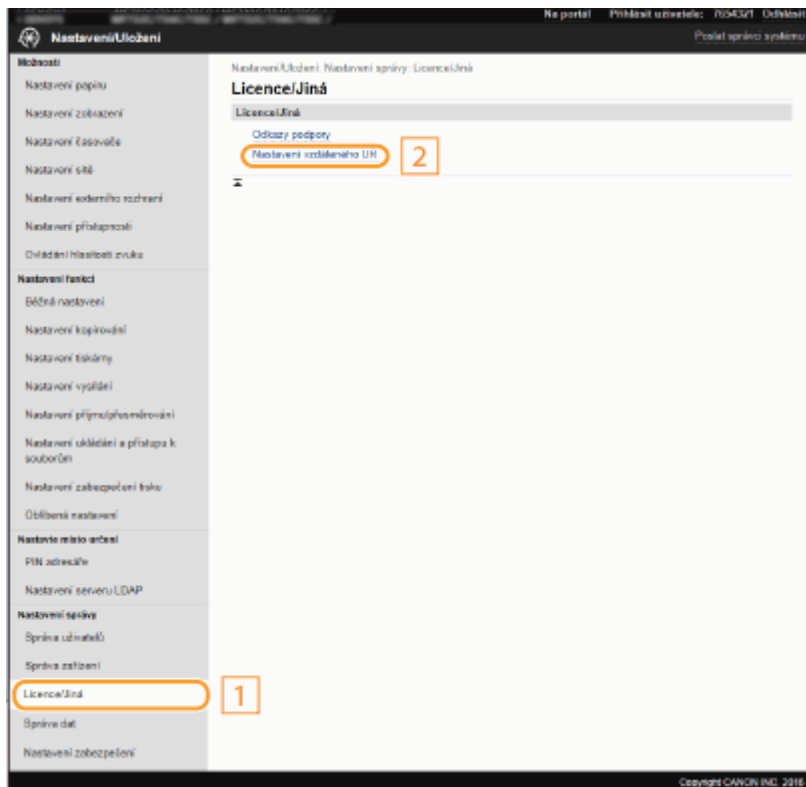 Na portál Přihlásit uživatele: 7654321 Odhlásit
Nastavení/Uložení
Poslat správci systému
Možnosti
Nastavení papíru
Nastavení zobrazení
Nastavení časovače
Nastavení sítě
Nastavení externího rozhraní
Nastavení přístupnosti
Ovládání hlasitosti zvuku
Nastavení funkcí
Běžná nastavení
Nastavení kopírování
Nastavení tiskárny
Nastavení vysílání
Nastavení příjmu/přesměrování
Nastavení ukládání a přístupu k
souborům
Nastavení zabezpečení tisku
Oblíbená nastavení
Nastavte místo určení
PIN adresáře
Nastavení serveru LDAP
Nastavení správy
Správa uživatelů
Správa zařízení
Licence/Jiná
1
Správa dat
Nastavení zabezpečení
Nastavení/Uložení: Nastavení správy: Licence/Jiná
Licence/Jiná
Licence/Jiná
Odkazy podpory
Nastavení vzdáleného UR
2
Copyright CANON INC. 2016